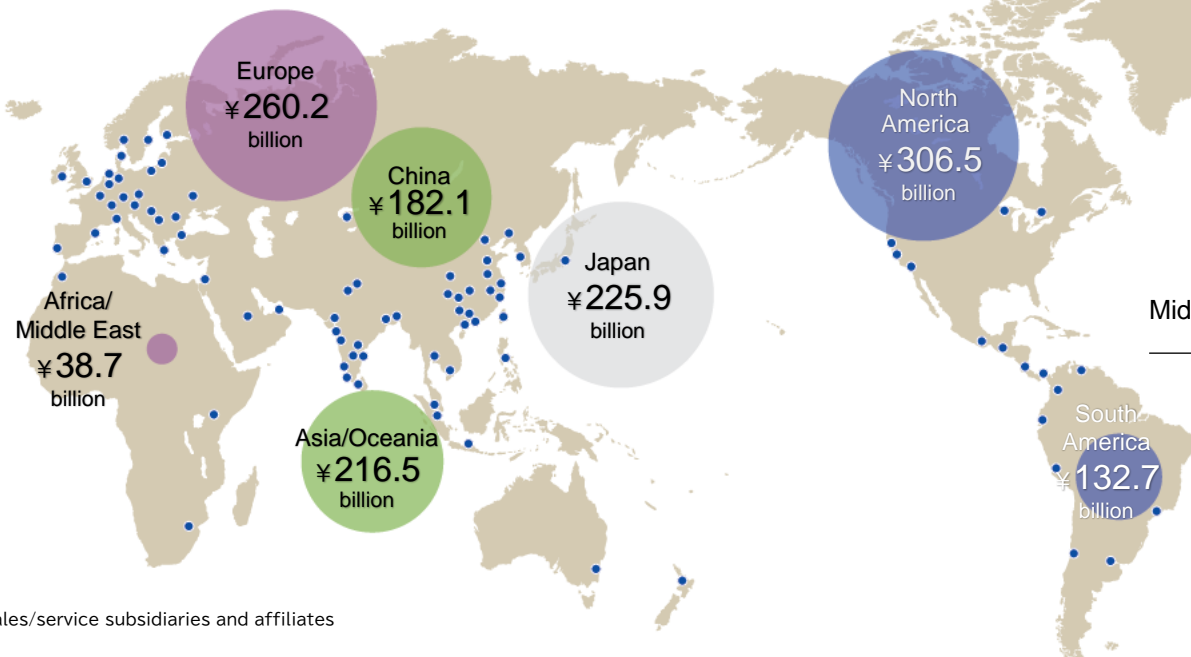 Europe
¥260.2
billion
China
¥182.1
billion
North
America
¥306.5
billion
Japan
¥225.9
billion
Africa/
Middle East
¥38.7
billion
Asia/Oceania
¥216.5
billion
South
America
¥132.7
billion
Mid
ales/service subsidiaries and affiliates